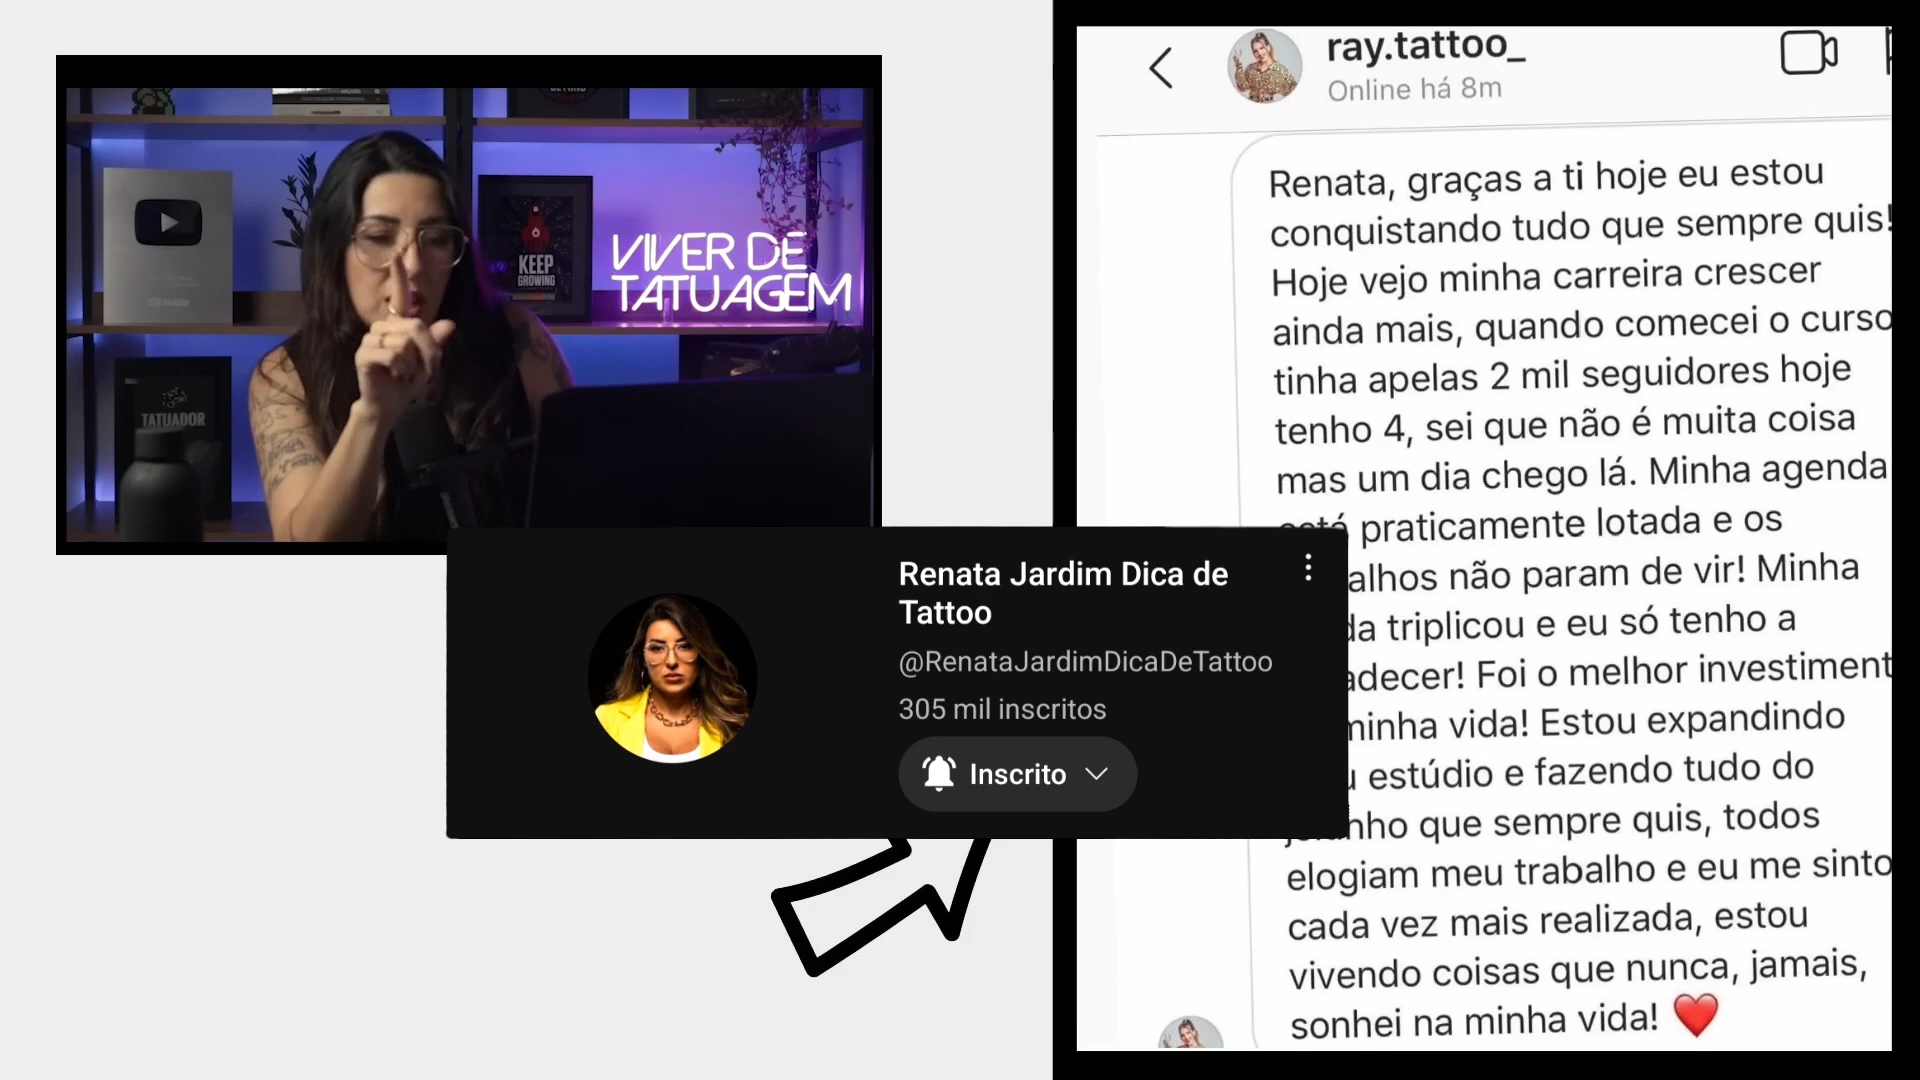 VIVER DE
TATUAGEM
KEEP
GROWING
TATUADOR
Renata Jardim Dica de
Tattoo
@RenataJardimDicaDeTattoo
305 mil inscritos
Inscrito
ray.tattoo_
Online há 8m
Renata, graças a ti hoje eu estou
conquistando tudo que sempre quis!
Hoje vejo minha carreira crescer
ainda mais, quando comecei o curso
tinha apelas 2 mil seguidores hoje
tenho 4, sei que não é muita coisa
mas um dia chego lá. Minha agenda
está praticamente lotada e os
alhos não param de vir! Minha
da triplicou e eu só tenho a
adecer! Foi o melhor investiment
minha vida! Estou expandindo
u estúdio e fazendo tudo do
nho que sempre quis, todos
elogiam meu trabalho e eu me sinto
cada vez mais realizada, estou
vivendo coisas que nunca, jamais,
sonhei na minha vida! ❤️